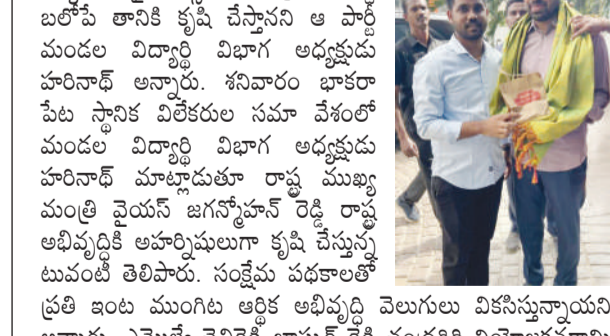 బలోపే తానికి కృషి చేస్తానని ఆ పార్టీ
మండల విద్యార్థి విభాగ అధ్యక్షుడు
హరినాథ్ అన్నారు. శనివారం భాకరా
పేట స్థానిక విలేకరుల సమా వేశంలో
మండల విద్యార్థి విభాగ అధ్యక్షుడు
హరినాథ్ మాట్లాడుతూ రాష్ట్ర ముఖ్య
మంత్రి వైయస్ జగన్మోహన్ రెడ్డి రాష్ట్ర
అభివృద్ధికి అహర్నిషులుగా కృషి చేస్తున్న
టువంటి తెలిపారు. సంక్షేమ పథకాలతో
ప్రతి ఇంట ముంగిట ఆర్థిక అభివృద్ధి వెలుగులు వికసిస్తున్నాయని